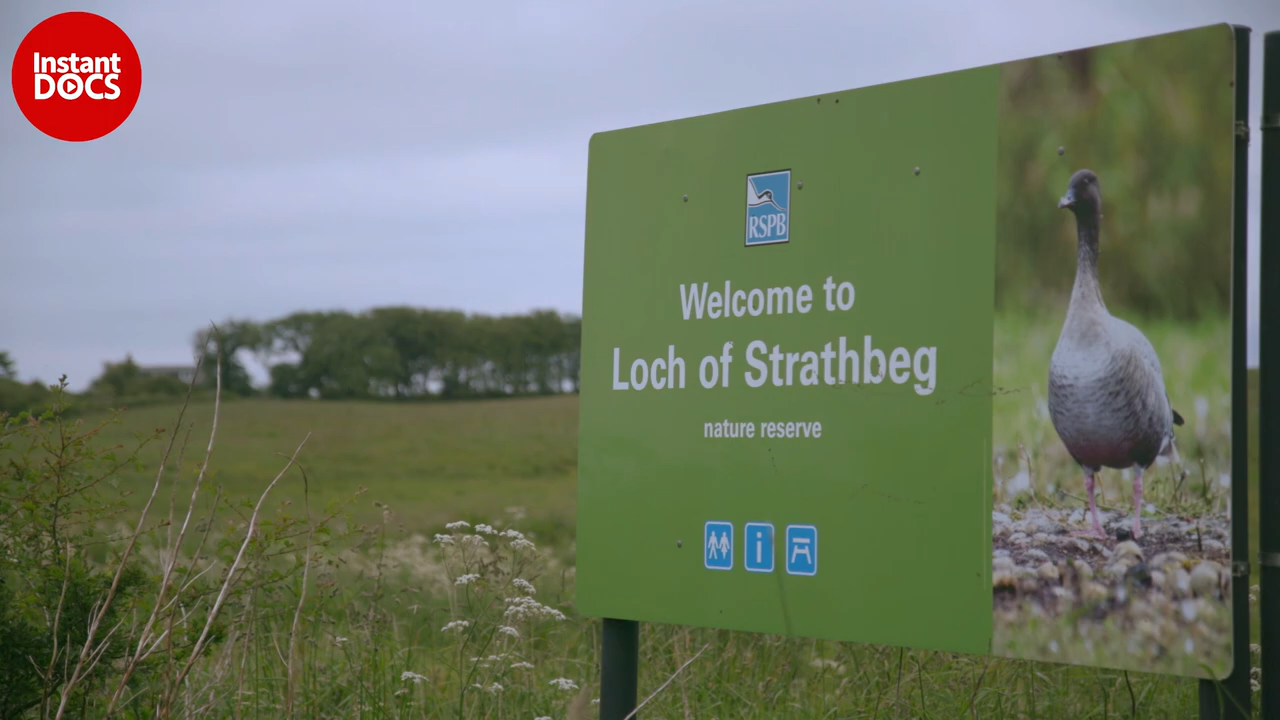 Instant
DOCS
RSPB
Welcome to
Loch of Strathbeg
nature reserve
i